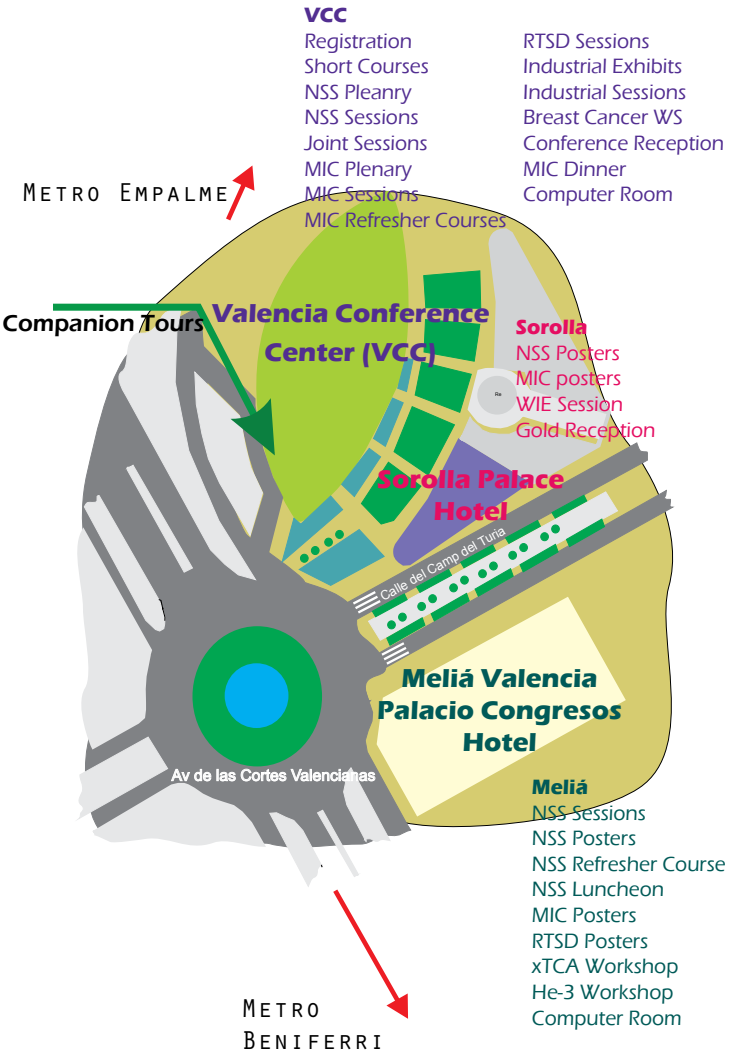 VCC
Registration
Short Courses
NSS Pleanry
NSS Sessions
Joint Sessions
MIC Plenary
MIC Sessions
MIC Refresher Courses
RTSD Sessions
Industrial Exhibits
Industrial Sessions
Breast Cancer WS
Conference Reception
MIC Dinner
Computer Room
METRO EMPALME
Companion Tours
Valencia Conference
Center (VCC)
Sorolla
NSS Posters
MIC posters
WIE Session
Gold Reception
Re
Sorolla Palace
Hotel
Calle del Camp del Turia
Meliá Valencia
Palacio Congresos
Hotel
Av de las Cortes Valencianas
Meliá
NSS Sessions
NSS Posters
NSS Refresher Course
NSS Luncheon
MIC Posters
RTSD Posters
xTCA Workshop
He-3 Workshop
Computer Room
METRO
BENIFERRI